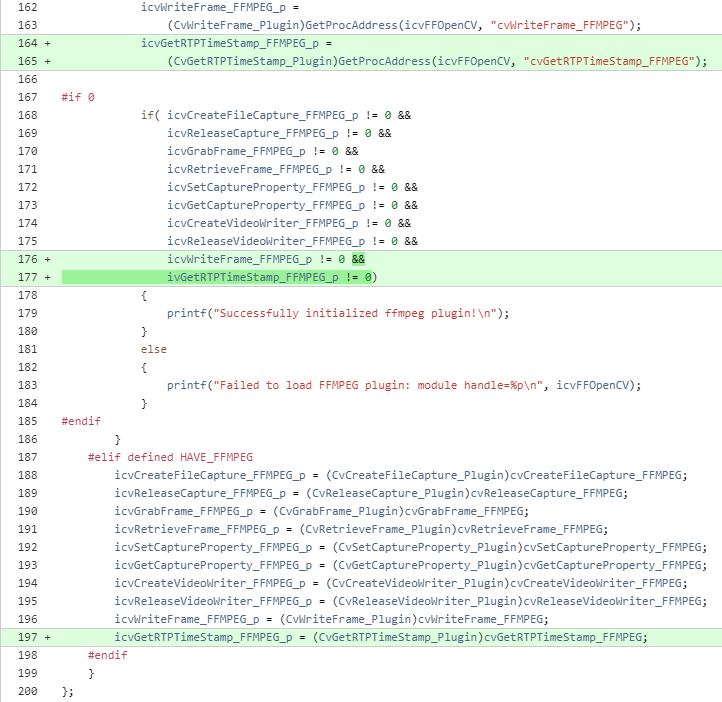 162 icvWriteFrame_FFMPEG_p =
163 (CvWriteFrame_Plugin)GetProcAddress(icvFFOpenCV, "cvWriteFrame_FFMPEG");
164 + icvGetRTPTimeStamp_FFMPEG_p =
165 + (CvGetRTPTimeStamp_Plugin)GetProcAddress(icvFFOpenCV, "cvGetRTPTimeStamp_FFMPEG");
166
167 #if 0
168 if( icvCreateFileCapture_FFMPEG_p != 0 &&
169 icvReleaseCapture_FFMPEG_p != 0 &&
170 icvGrabFrame_FFMPEG_p != 0 &&
171 icvRetrieveFrame_FFMPEG_p != 0 &&
172 icvSetCaptureProperty_FFMPEG_p != 0 &&
173 icvGetCaptureProperty_FFMPEG_p != 0 &&
174 icvCreateVideoWriter_FFMPEG_p != 0 &&
175 icvReleaseVideoWriter_FFMPEG_p != 0 &&
176 + icvWriteFrame_FFMPEG_p != 0 &&
177 + ivGetRTPTimeStamp_FFMPEG_p != 0)
178 {
179 printf("Successfully initialized ffmpeg plugin!\n");
180 }
181 else
182 {
183 printf("Failed to load FFMPEG plugin: module handle=%p\n", icvFFOpenCV);
184 }
185 #endif
186 }
187 #elif defined HAVE_FFMPEG
188 icvCreateFileCapture_FFMPEG_p = (CvCreateFileCapture_Plugin)cvCreateFileCapture_FFMPEG;
189 icvReleaseCapture_FFMPEG_p = (CvReleaseCapture_Plugin)cvReleaseCapture_FFMPEG;
190 icvGrabFrame_FFMPEG_p = (CvGrabFrame_Plugin)cvGrabFrame_FFMPEG;
191 icvRetrieveFrame_FFMPEG_p = (CvRetrieveFrame_Plugin)cvRetrieveFrame_FFMPEG;
192 icvSetCaptureProperty_FFMPEG_p = (CvSetCaptureProperty_Plugin)cvSetCaptureProperty_FFMPEG;
193 icvGetCaptureProperty_FFMPEG_p = (CvGetCaptureProperty_Plugin)cvGetCaptureProperty_FFMPEG;
194 icvCreateVideoWriter_FFMPEG_p = (CvCreateVideoWriter_Plugin)cvCreateVideoWriter_FFMPEG;
195 icvReleaseVideoWriter_FFMPEG_p = (CvReleaseVideoWriter_Plugin)cvReleaseVideoWriter_FFMPEG;
196 icvWriteFrame_FFMPEG_p = (CvWriteFrame_Plugin)cvWriteFrame_FFMPEG;
197 + icvGetRTPTimeStamp_FFMPEG_p = (CvGetRTPTimeStamp_Plugin)cvGetRTPTimeStamp_FFMPEG;
198 #endif
199 }
200 };